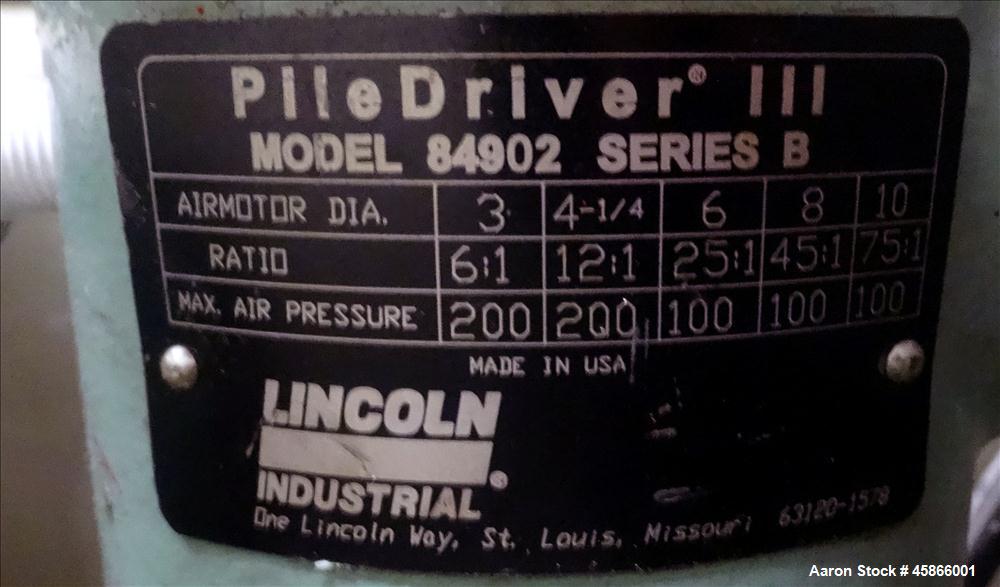 PileDriver® III
MODEL 84902 SERIES B
AIRMOTOR DIA. 3 4-1/4 6 8 10
RATIO 6:1 12:1 25:1 45:1 75:1
MAX. AIR PRESSURE 200 200 100 100 100
MADE IN USA
LINCOLN
®
INDUSTRIAL
One Lincoln Way, St. Louis, Missouri 63120-1578
Aaron Stock # 45866001